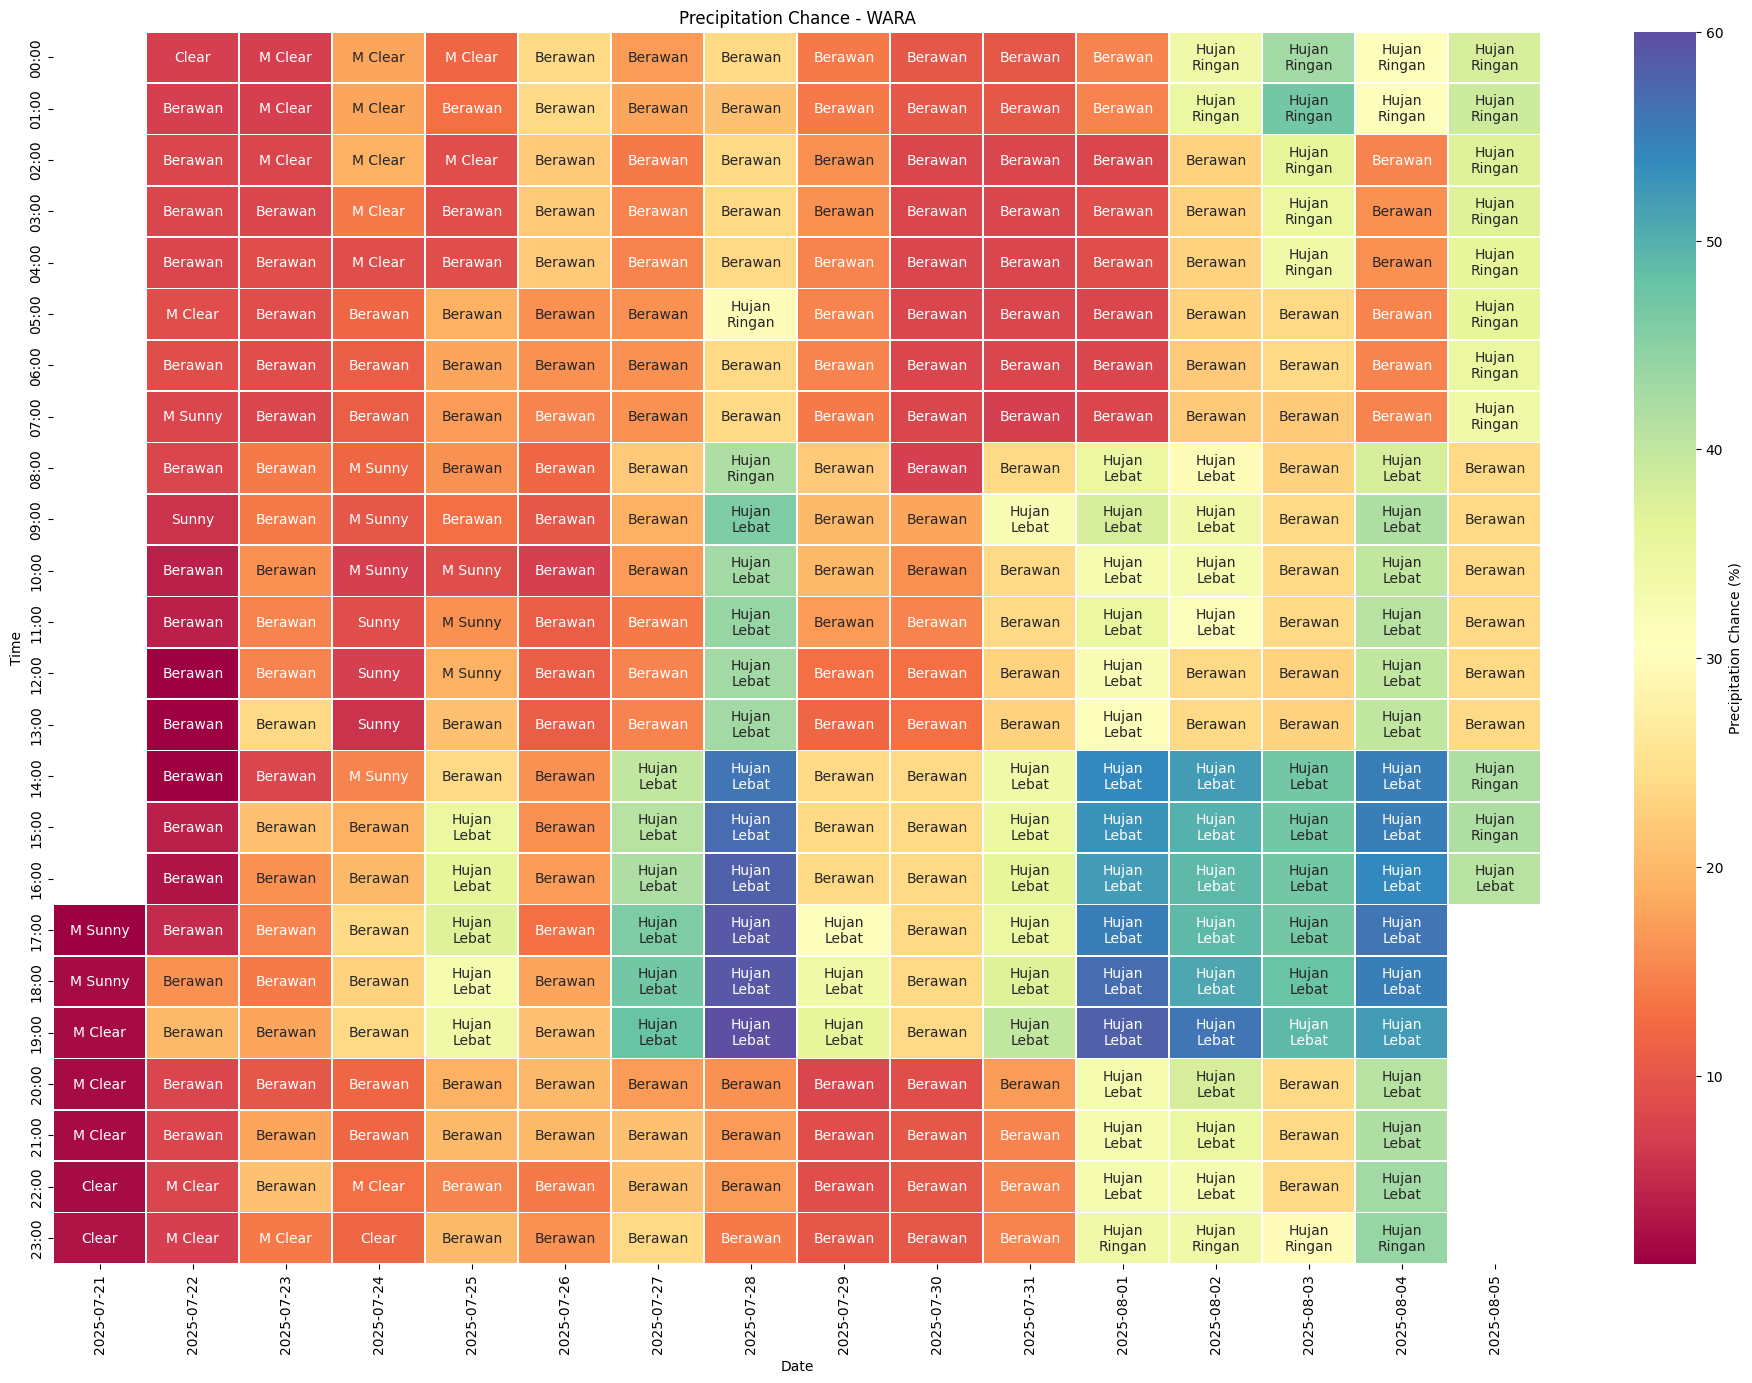 Precipitation Chance - WARA
00:00 Clear M Clear M Clear M Clear Berawan Berawan Berawan Berawan Berawan Berawan Berawan Hujan Ringan Hujan Ringan Hujan Ringan Hujan Ringan
01:00 Berawan M Clear M Clear Berawan Berawan Berawan Berawan Berawan Berawan Berawan Berawan Hujan Ringan Hujan Ringan Hujan Ringan Hujan Ringan
02:00 Berawan M Clear M Clear M Clear Berawan Berawan Berawan Berawan Berawan Berawan Berawan Berawan Hujan Ringan Berawan Hujan Ringan
03:00 Berawan Berawan M Clear Berawan Berawan Berawan Berawan Berawan Berawan Berawan Berawan Berawan Hujan Ringan Berawan Hujan Ringan
04:00 Berawan Berawan M Clear Berawan Berawan Berawan Berawan Berawan Berawan Berawan Berawan Berawan Hujan Ringan Berawan Hujan Ringan
05:00 M Clear Berawan Berawan Berawan Berawan Berawan Hujan Ringan Berawan Berawan Berawan Berawan Berawan Berawan Berawan Hujan Ringan
06:00 Berawan Berawan Berawan Berawan Berawan Berawan Berawan Berawan Berawan Berawan Berawan Berawan Berawan Berawan Hujan Ringan
07:00 M Sunny Berawan Berawan Berawan Berawan Berawan Berawan Berawan Berawan Berawan Berawan Berawan Berawan Berawan Hujan Ringan
08:00 Berawan Berawan M Sunny Berawan Berawan Berawan Hujan Ringan Berawan Berawan Berawan Hujan Lebat Hujan Lebat Berawan Hujan Lebat Berawan
09:00 Sunny Berawan M Sunny Berawan Berawan Berawan Hujan Lebat Berawan Berawan Hujan Lebat Hujan Lebat Hujan Lebat Berawan Hujan Lebat Berawan
10:00 Berawan Berawan M Sunny M Sunny Berawan Berawan Hujan Lebat Berawan Berawan Berawan Hujan Lebat Hujan Lebat Berawan Hujan Lebat Berawan
11:00 Berawan Berawan Sunny M Sunny Berawan Berawan Hujan Lebat Berawan Berawan Berawan Hujan Lebat Hujan Lebat Berawan Hujan Lebat Berawan
12:00 Berawan Berawan Sunny M Sunny Berawan Berawan Hujan Lebat Berawan Berawan Berawan Hujan Lebat Berawan Berawan Hujan Lebat Berawan
13:00 Berawan Berawan Sunny Berawan Berawan Berawan Hujan Lebat Berawan Berawan Berawan Hujan Lebat Berawan Berawan Hujan Lebat Berawan
14:00 Berawan Berawan M Sunny Berawan Berawan Hujan Lebat Hujan Lebat Berawan Berawan Hujan Lebat Hujan Lebat Hujan Lebat Hujan Lebat Hujan Lebat Hujan Ringan
15:00 Berawan Berawan Berawan Hujan Lebat Berawan Hujan Lebat Hujan Lebat Berawan Berawan Hujan Lebat Hujan Lebat Hujan Lebat Hujan Lebat Hujan Lebat Hujan Ringan
16:00 Berawan Berawan Berawan Hujan Lebat Berawan Hujan Lebat Hujan Lebat Berawan Berawan Hujan Lebat Hujan Lebat Hujan Lebat Hujan Lebat Hujan Lebat Hujan Lebat
17:00 M Sunny Berawan Berawan Berawan Hujan Lebat Berawan Hujan Lebat Hujan Lebat Hujan Lebat Berawan Hujan Lebat Hujan Lebat Hujan Lebat Hujan Lebat Hujan Lebat
18:00 M Sunny Berawan Berawan Berawan Hujan Lebat Berawan Hujan Lebat Hujan Lebat Hujan Lebat Berawan Hujan Lebat Hujan Lebat Hujan Lebat Hujan Lebat Hujan Lebat
19:00 M Clear Berawan Berawan Berawan Hujan Lebat Berawan Hujan Lebat Hujan Lebat Hujan Lebat Berawan Hujan Lebat Hujan Lebat Hujan Lebat Hujan Lebat Hujan Lebat
20:00 M Clear Berawan Berawan Berawan Berawan Berawan Berawan Berawan Berawan Berawan Berawan Hujan Lebat Hujan Lebat Berawan Hujan Lebat
21:00 M Clear Berawan Berawan Berawan Berawan Berawan Berawan Berawan Berawan Berawan Berawan Hujan Lebat Hujan Lebat Berawan Hujan Lebat
22:00 Clear M Clear Berawan M Clear Berawan Berawan Berawan Berawan Berawan Berawan Berawan Hujan Lebat Hujan Lebat Berawan Hujan Lebat
23:00 Clear M Clear M Clear Clear Berawan Berawan Berawan Berawan Berawan Berawan Berawan Hujan Ringan Hujan Ringan Hujan Ringan Hujan Ringan
2025-07-21 2025-07-22 2025-07-23 2025-07-24 2025-07-25 2025-07-26 2025-07-27 2025-07-28 2025-07-29 2025-07-30 2025-07-31 2025-08-01 2025-08-02 2025-08-03 2025-08-04 2025-08-05
Date
Time
60
50
40
30
20
10
Precipitation Chance (%)